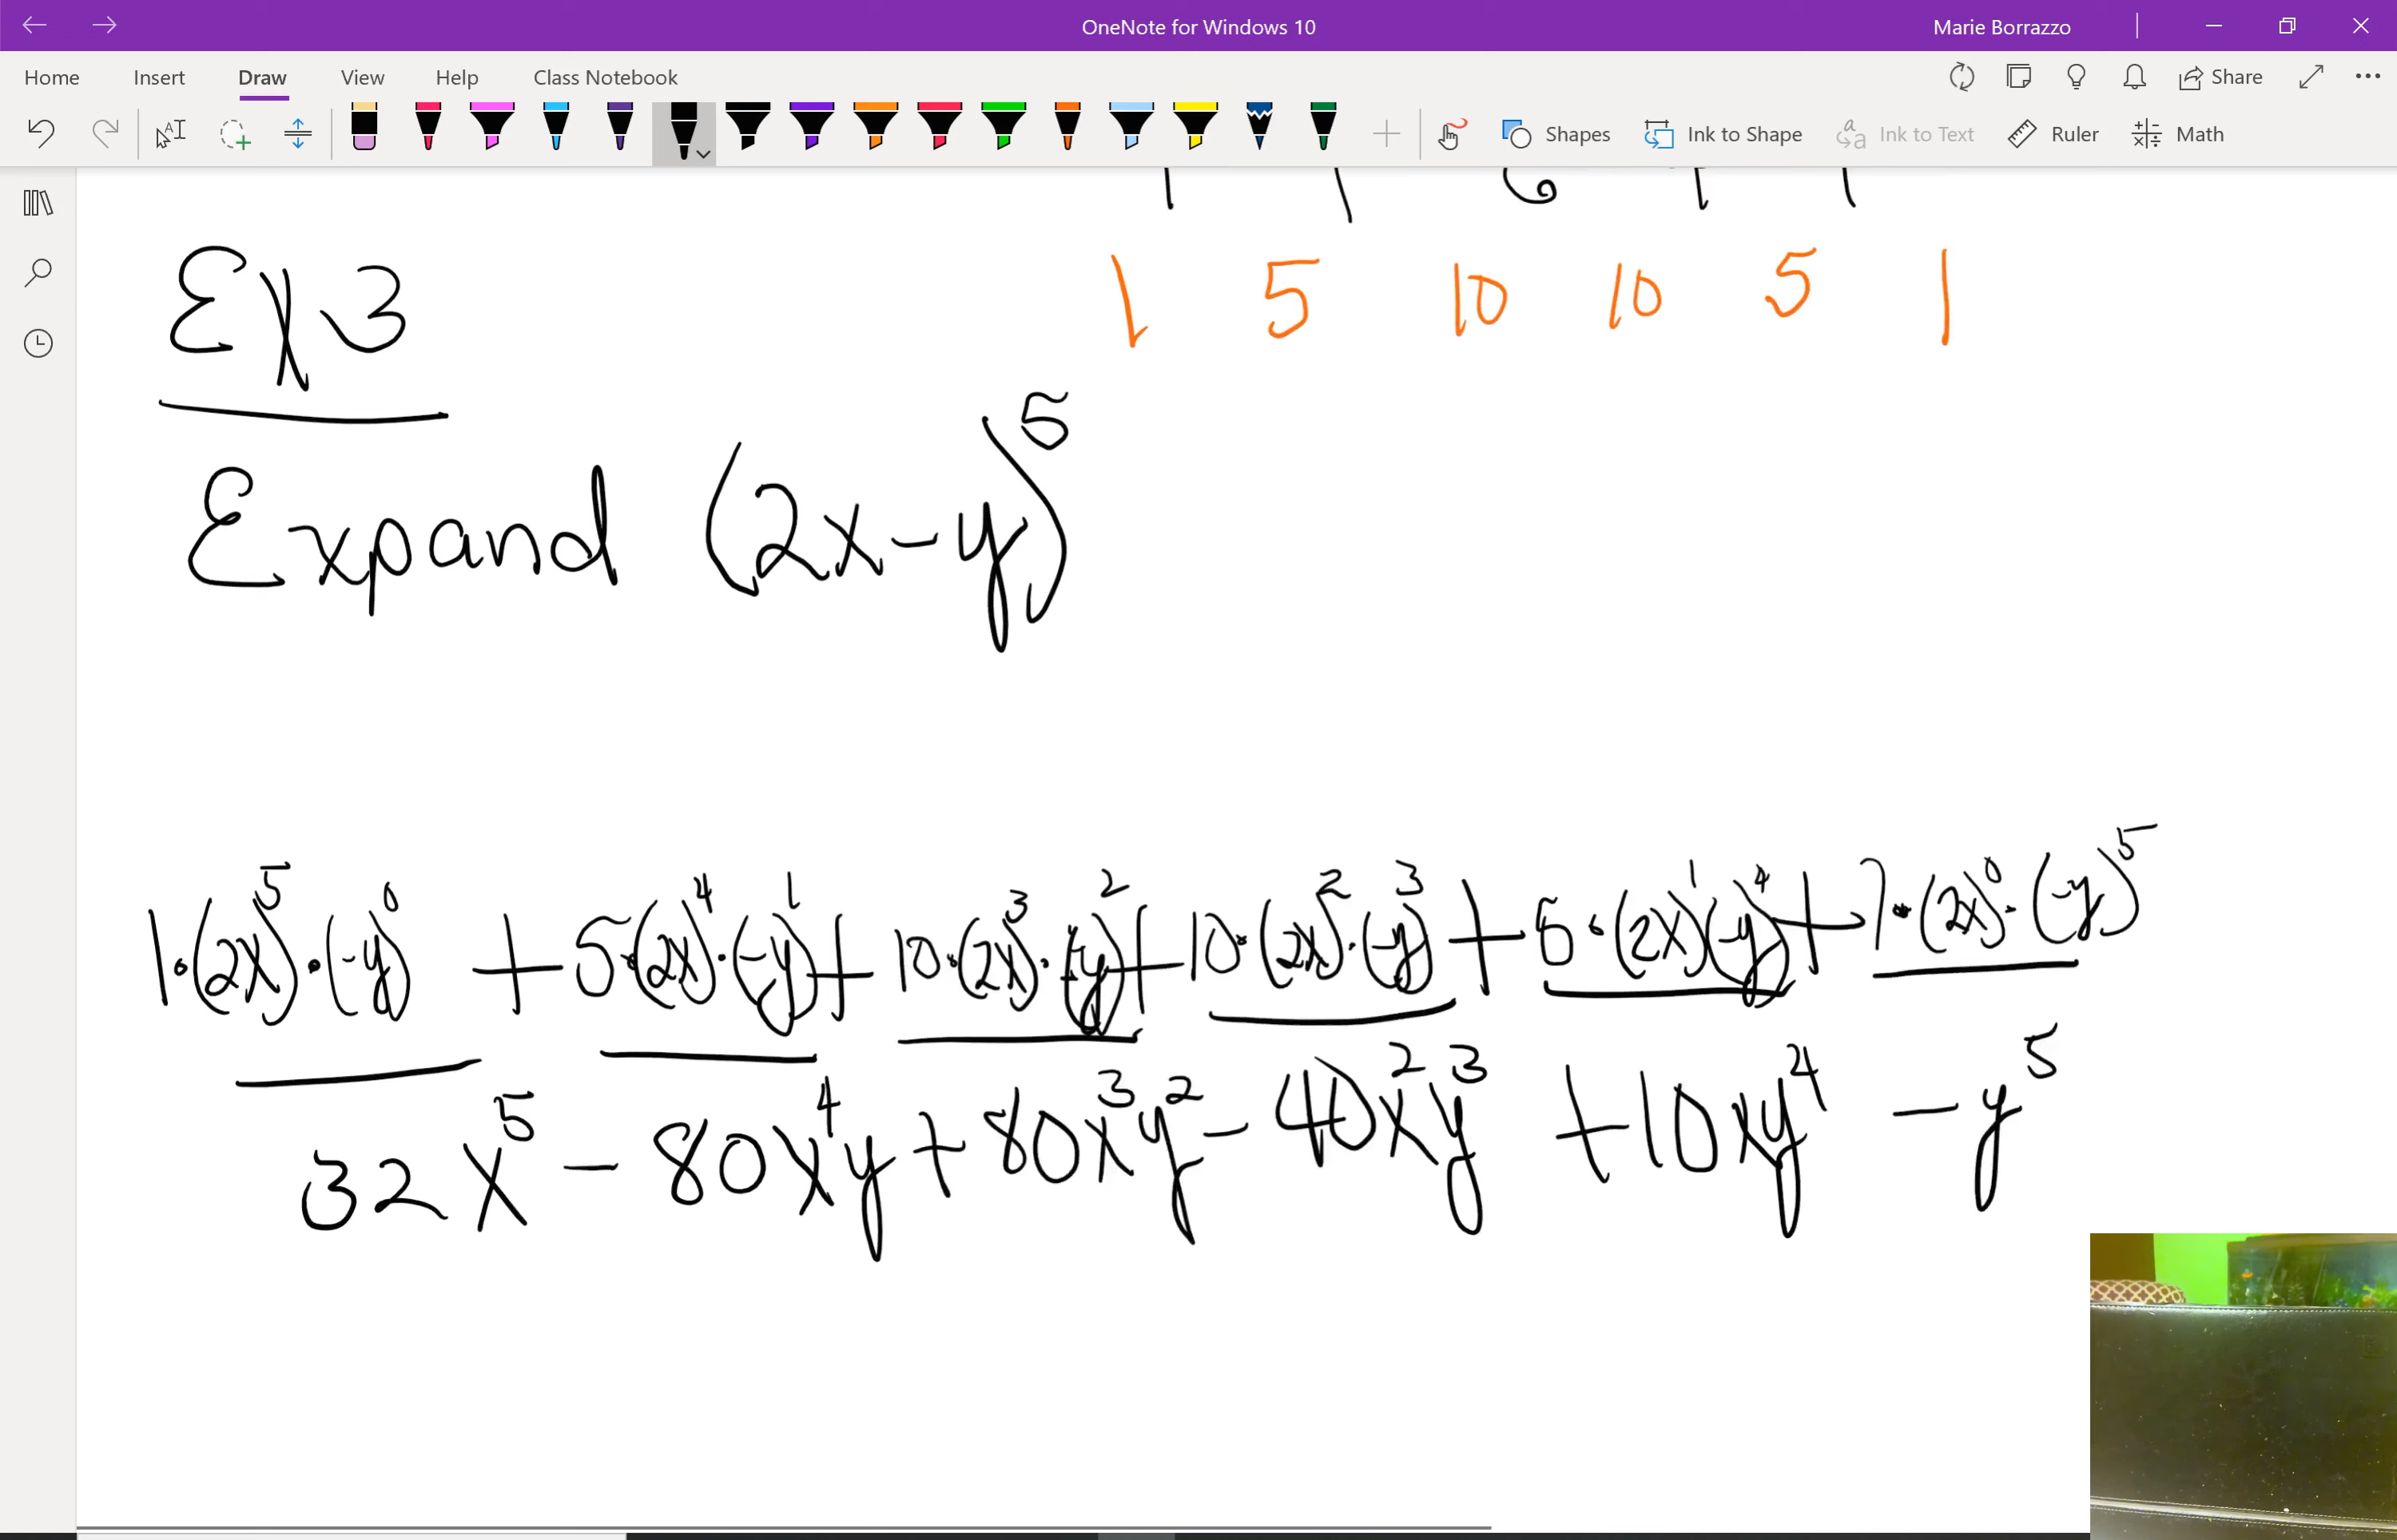 OneNote for Windows 10 Marie Borrazzo
Home Insert Draw View Help Class Notebook Share
Shapes Ink to Shape Ink to Text Ruler Math
Ex 3
1 5 10 10 5 1
Expand (2x-y)^5
1·(2x)^5·(-y)^0 + 5·(2x)^4·(-y)^1 + 10·(2x)^3·(-y)^2 + 10·(2x)^2·(-y)^3 + 5·(2x)^1(-y)^4 + 1·(2x)^0·(-y)^5
32x^5 - 80x^4y + 80x^3y^2 - 40x^2y^3 + 10xy^4 - y^5